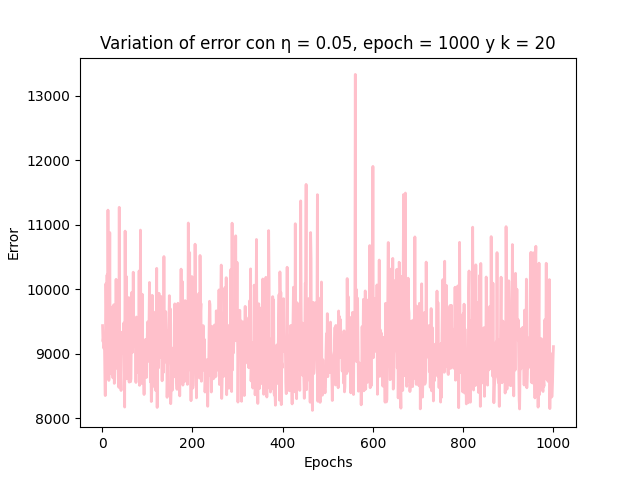 Variation of error con η = 0.05, epoch = 1000 y k = 20
13000
12000
11000
10000
9000
8000
Error
0 200 400 600 800 1000
Epochs